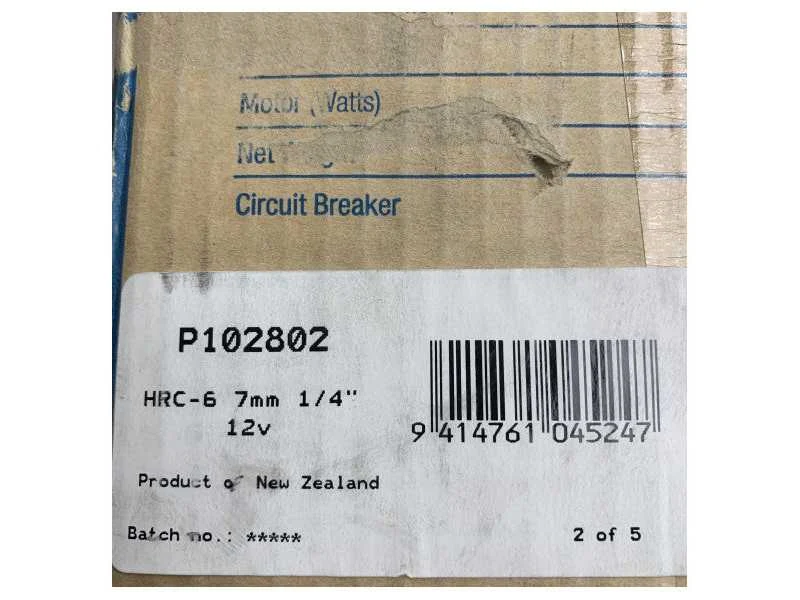 Motor (Watts)
Net
Circuit Breaker
P102802
HRC-6 7mm 1/4"
12v
9 414761 045247
Product of New Zealand
Batch no.: *****
2 of 5